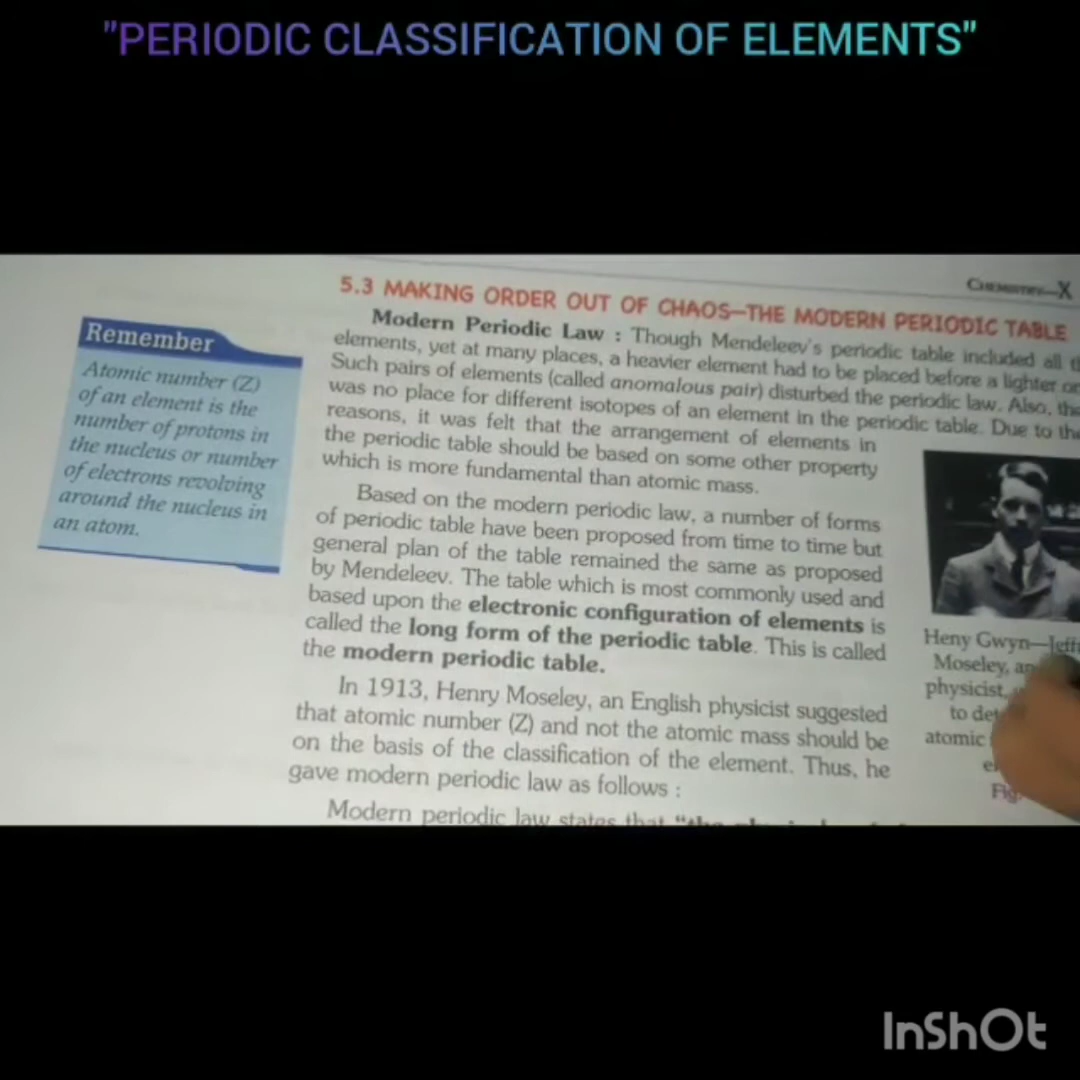 "PERIODIC CLASSIFICATION OF ELEMENTS"
CHEMISTRY—X
5.3 MAKING ORDER OUT OF CHAOS—THE MODERN PERIODIC TABLE
Modern Periodic Law : Though Mendeleev's periodic table included all
elements, yet at many places, a heavier element had to be placed before a lighter
Such pairs of elements (called anomalous pair) disturbed the periodic law. Also,
was no place for different isotopes of an element in the periodic table. Due to
reasons, it was felt that the arrangement of elements in
the periodic table should be based on some other property
which is more fundamental than atomic mass.
Based on the modern periodic law, a number of forms
of periodic table have been proposed from time to time but
general plan of the table remained the same as proposed
by Mendeleev. The table which is most commonly used and
based upon the electronic configuration of elements is
called the long form of the periodic table. This is called
the modern periodic table.
In 1913, Henry Moseley, an English physicist suggested
that atomic number (Z) and not the atomic mass should be
on the basis of the classification of the element. Thus, he
gave modern periodic law as follows :
Modern periodic law states that "the
Remember
Atomic number (Z)
of an element is the
number of protons in
the nucleus or number
of electrons revolving
around the nucleus in
an atom.
Heny Gwyn—Jeff
Moseley,
physicist,
to
atomic
Fig.
InShOt